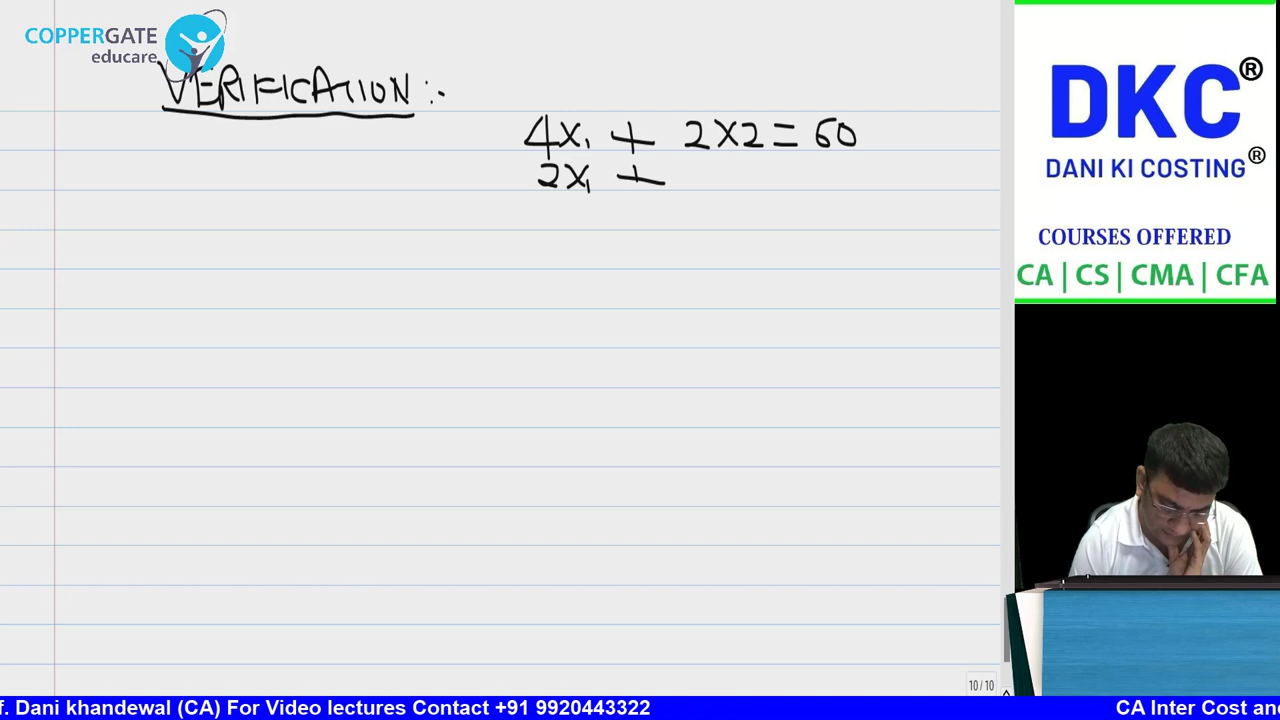 COPPERGATE
educare
VERIFICATION :-
4x₁ + 2x2 = 60
2x₁ +
DKC®
DANI KI COSTING®
COURSES OFFERED
CA | CS | CMA | CFA
10/10
f. Dani khandewal (CA) For Video lectures Contact +91 9920443322
CA Inter Cost an